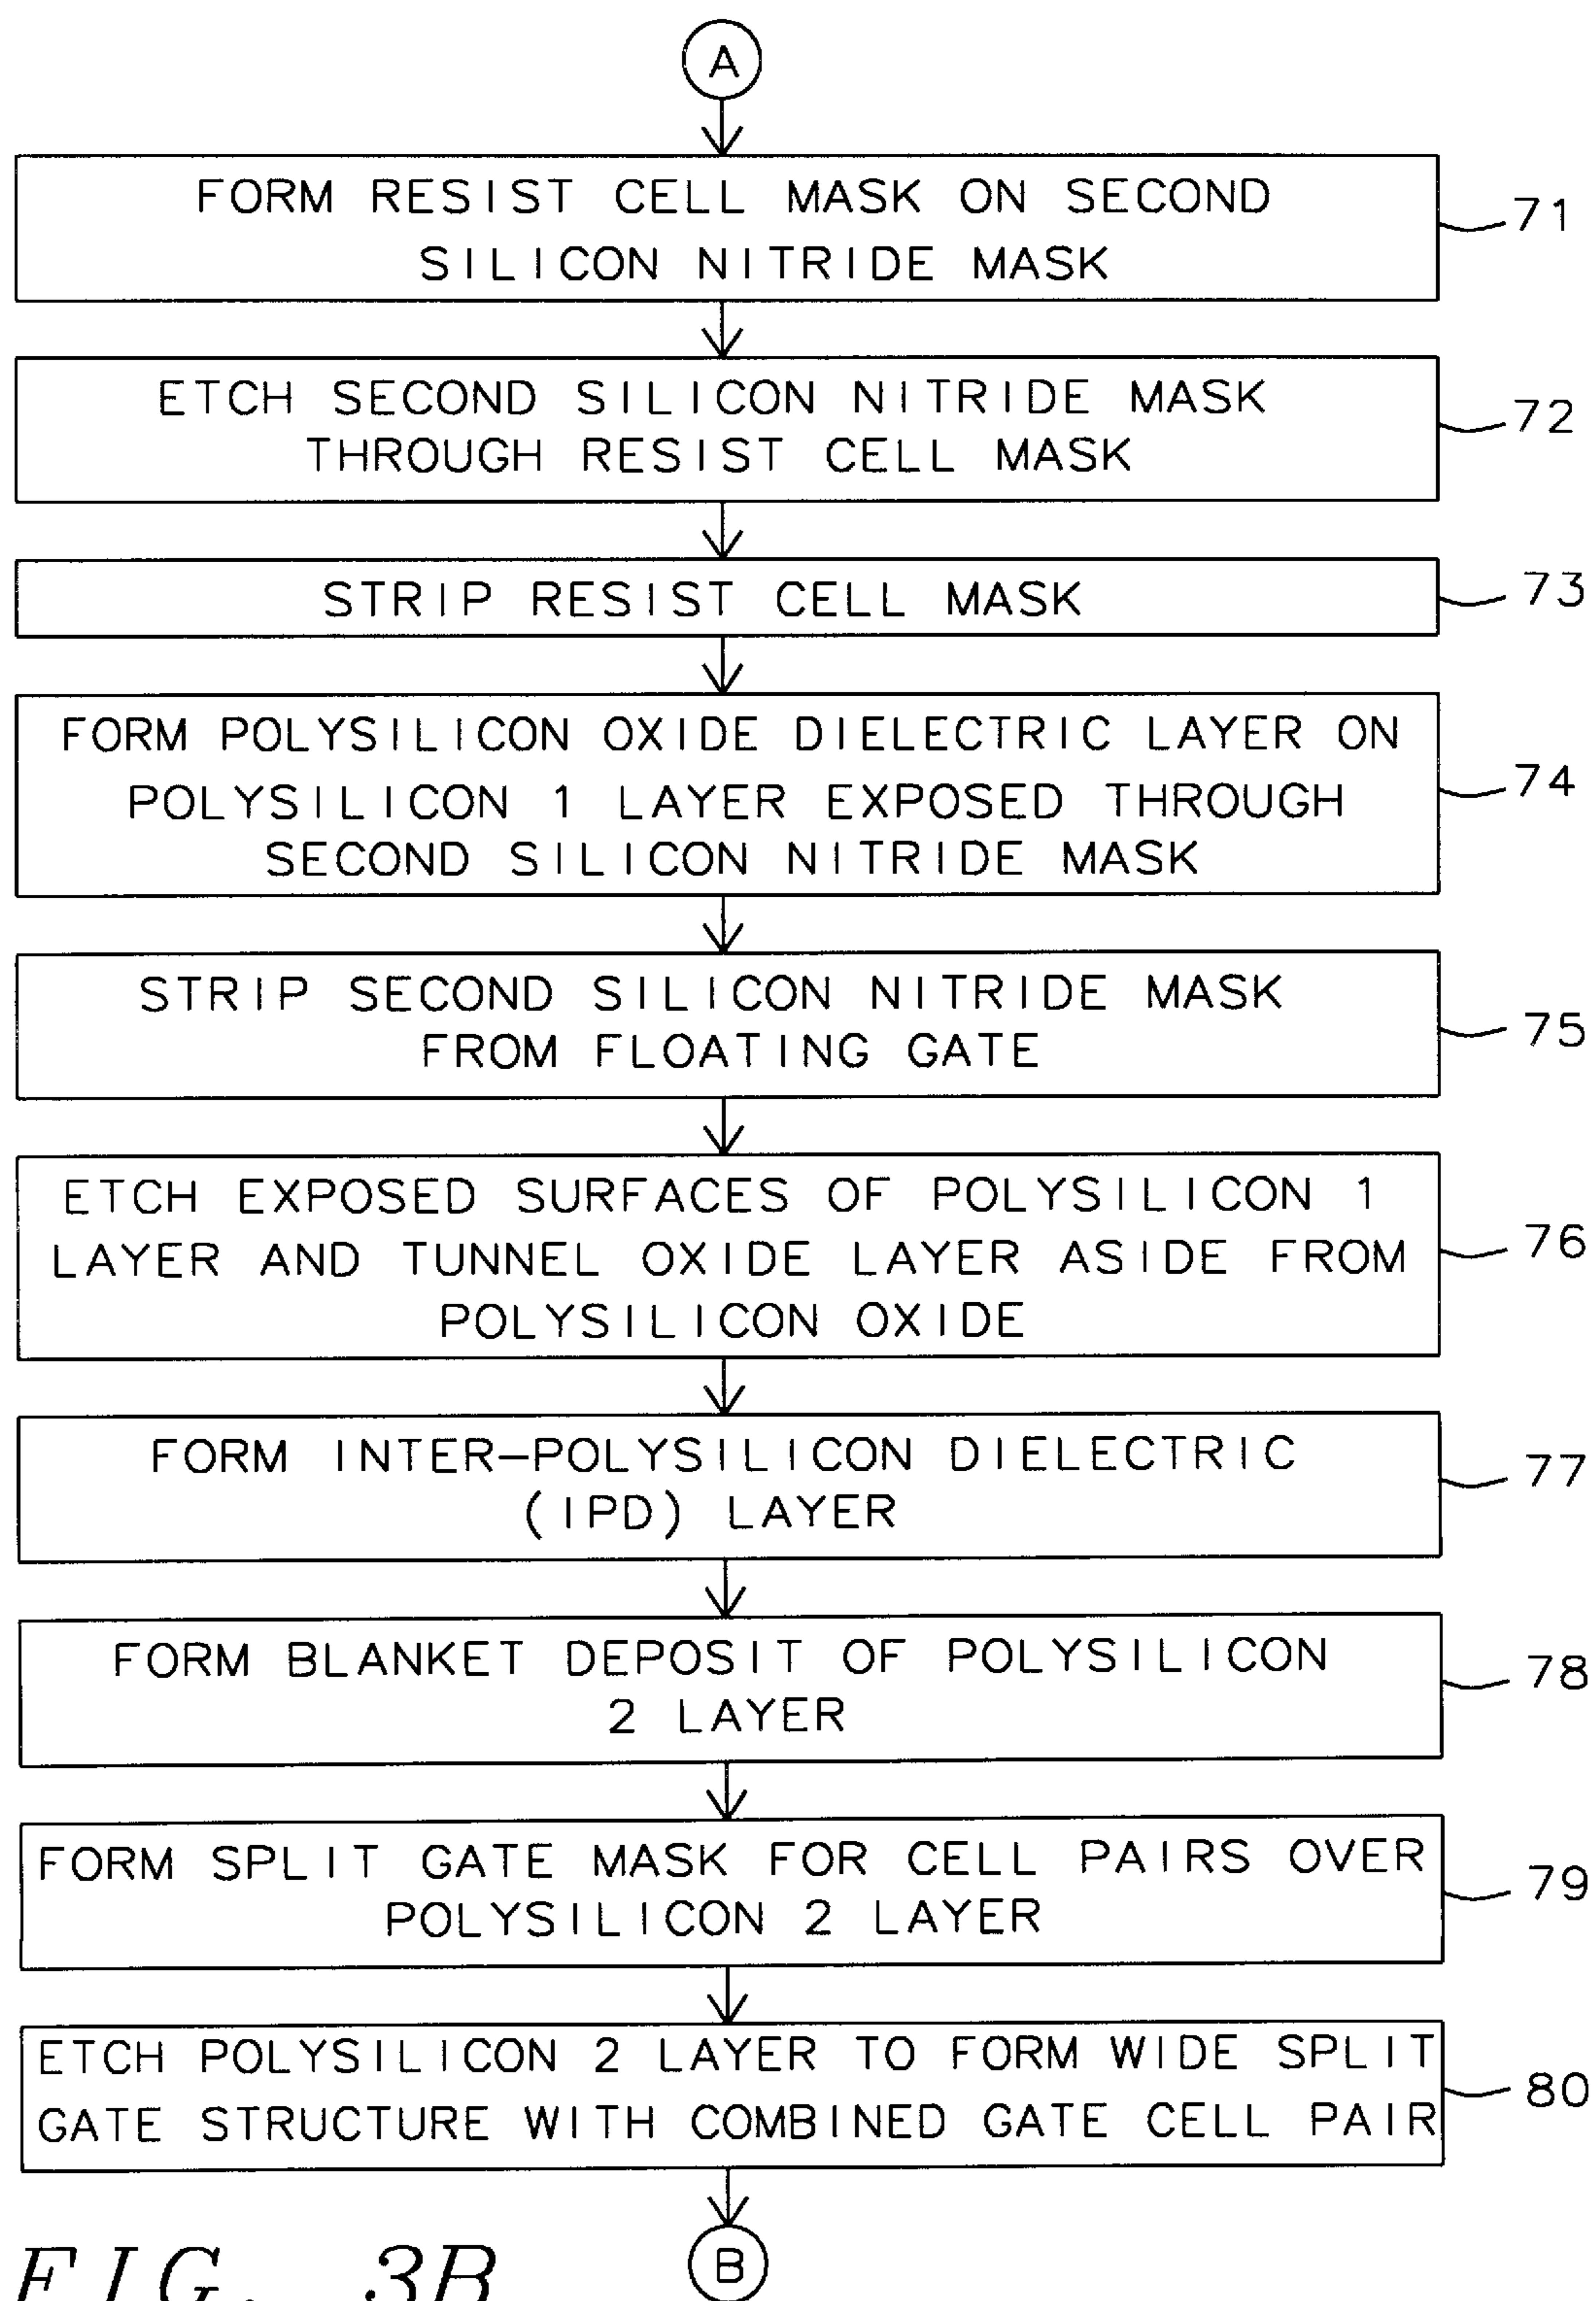 A
FORM RESIST CELL MASK ON SECOND
SILICON NITRIDE MASK
71
ETCH SECOND SILICON NITRIDE MASK
THROUGH RESIST CELL MASK
72
STRIP RESIST CELL MASK
73
FORM POLYSILICON OXIDE DIELECTRIC LAYER ON
POLYSILICON 1 LAYER EXPOSED THROUGH
SECOND SILICON NITRIDE MASK
74
STRIP SECOND SILICON NITRIDE MASK
FROM FLOATING GATE
75
ETCH EXPOSED SURFACES OF POLYSILICON 1
LAYER AND TUNNEL OXIDE LAYER ASIDE FROM
POLYSILICON OXIDE
76
FORM INTER-POLYSILICON DIELECTRIC
(IPD) LAYER
77
FORM BLANKET DEPOSIT OF POLYSILICON
2 LAYER
78
FORM SPLIT GATE MASK FOR CELL PAIRS OVER
POLYSILICON 2 LAYER
79
ETCH POLYSILICON 2 LAYER TO FORM WIDE SPLIT
GATE STRUCTURE WITH COMBINED GATE CELL PAIR
80
B
FIG. 3B